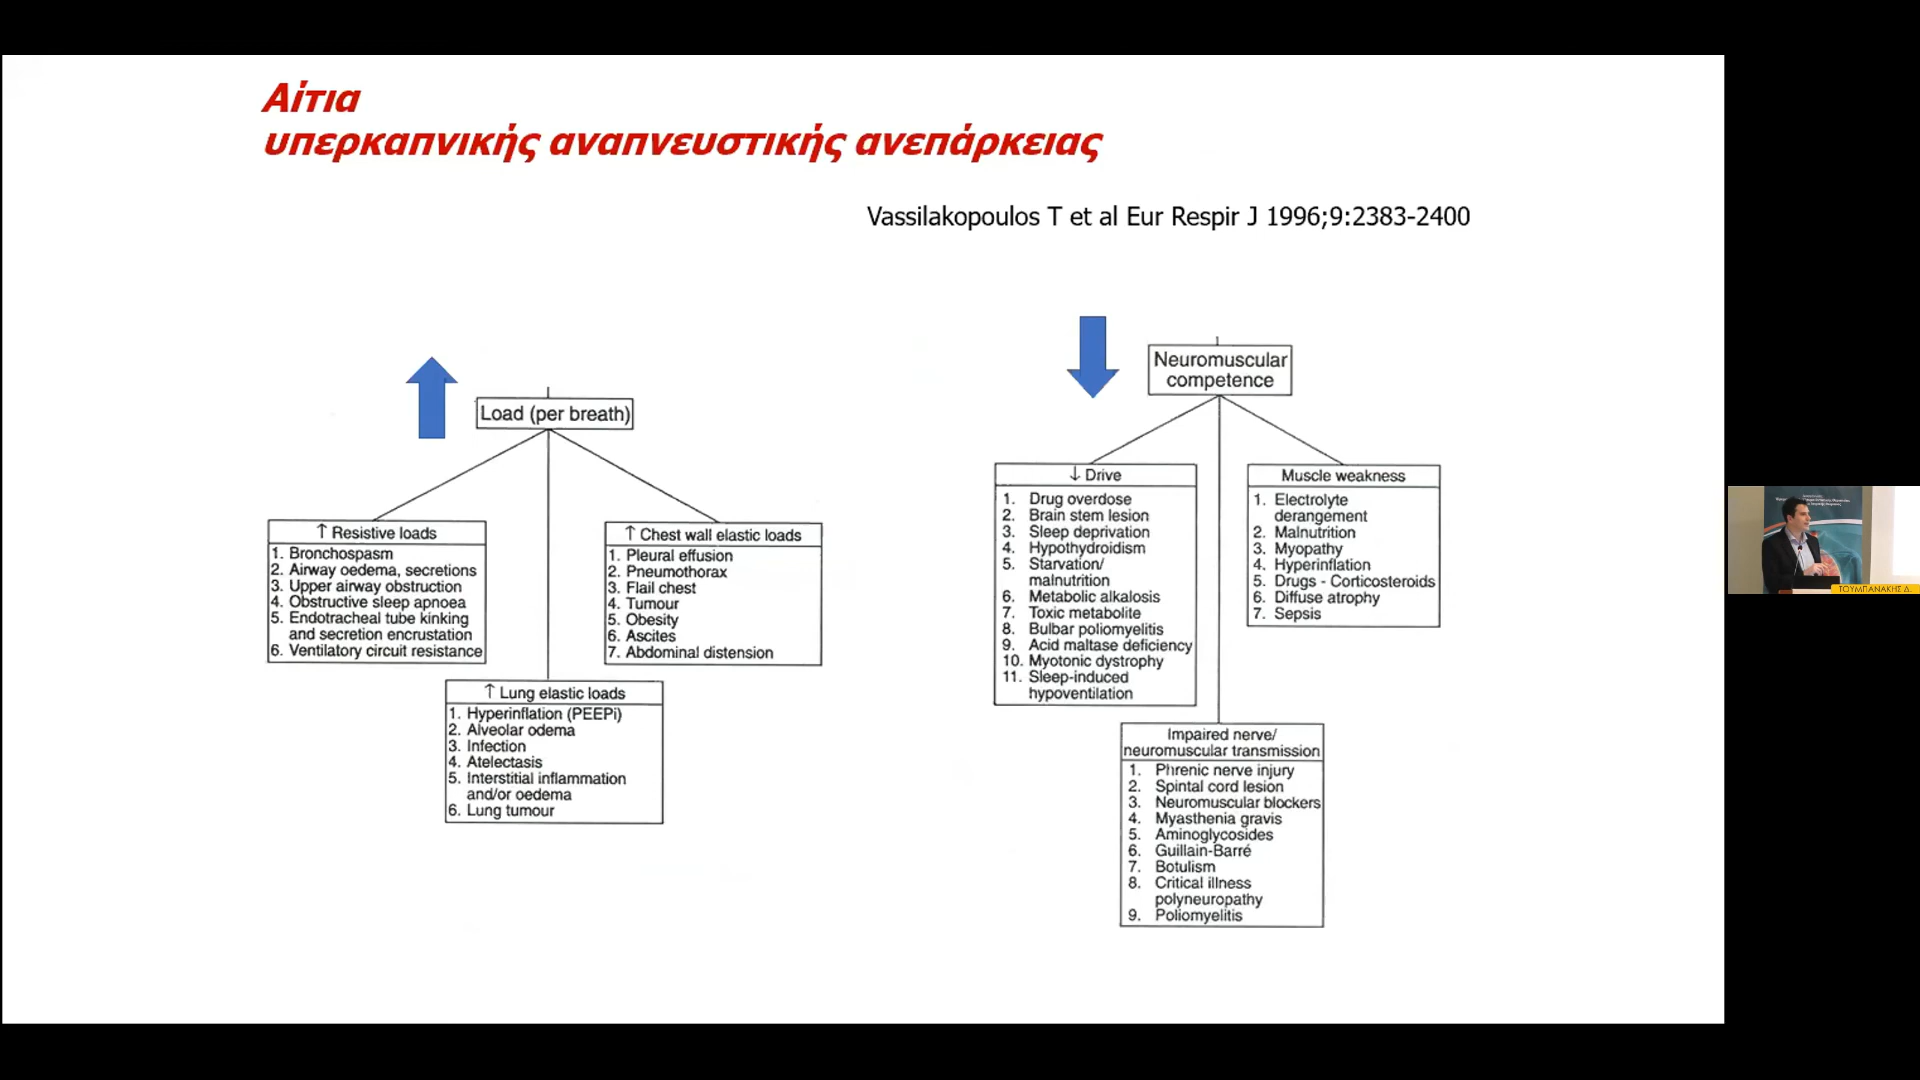 Αίτια
υπερκαπνικής αναπνευστικής ανεπάρκειας
Vassilakopoulos T et al Eur Respir J 1996;9:2383-2400
Load (per breath)
↑ Resistive loads
1. Bronchospasm
2. Airway oedema, secretions
3. Upper airway obstruction
4. Obstructive sleep apnoea
5. Endotracheal tube kinking
and secretion encrustation
6. Ventilatory circuit resistance
↑ Chest wall elastic loads
1. Pleural effusion
2. Pneumothorax
3. Flail chest
4. Tumour
5. Obesity
6. Ascites
7. Abdominal distension
↑ Lung elastic loads
1. Hyperinflation (PEEPi)
2. Alveolar odema
3. Infection
4. Atelectasis
5. Interstitial inflammation
and/or oedema
6. Lung tumour
Neuromuscular
competence
↓ Drive
1. Drug overdose
2. Brain stem lesion
3. Sleep deprivation
4. Hypothydroidism
5. Starvation/
malnutrition
6. Metabolic alkalosis
7. Toxic metabolite
8. Bulbar poliomyelitis
9. Acid maltase deficiency
10. Myotonic dystrophy
11. Sleep-induced
hypoventilation
Muscle weakness
1. Electrolyte
derangement
2. Malnutrition
3. Myopathy
4. Hyperinflation
5. Drugs - Corticosteroids
6. Diffuse atrophy
7. Sepsis
Impaired nerve/
neuromuscular transmission
1. Phrenic nerve injury
2. Spintal cord lesion
3. Neuromuscular blockers
4. Myasthenia gravis
5. Aminoglycosides
6. Guillain-Barré
7. Botulism
8. Critical illness
polyneuropathy
9. Poliomyelitis
ΤΟΥΜΠΑΝΑΚΗΣ Δ.